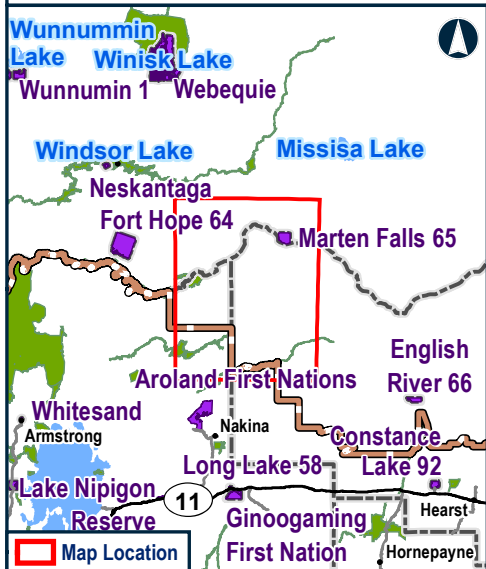 Wunnummin
Lake
Winisk Lake
Wunnumin 1
Webequie
Windsor Lake
Missisa Lake
Neskantaga
Fort Hope 64
Marten Falls 65
English
River 66
Aroland First Nations
Whitesand
Armstrong
Nakina
Constance
Lake 92
Long Lake 58
Lake Nipigon
Reserve
11
Ginoogaming
First Nation
Hearst
Hornepayne
Map Location